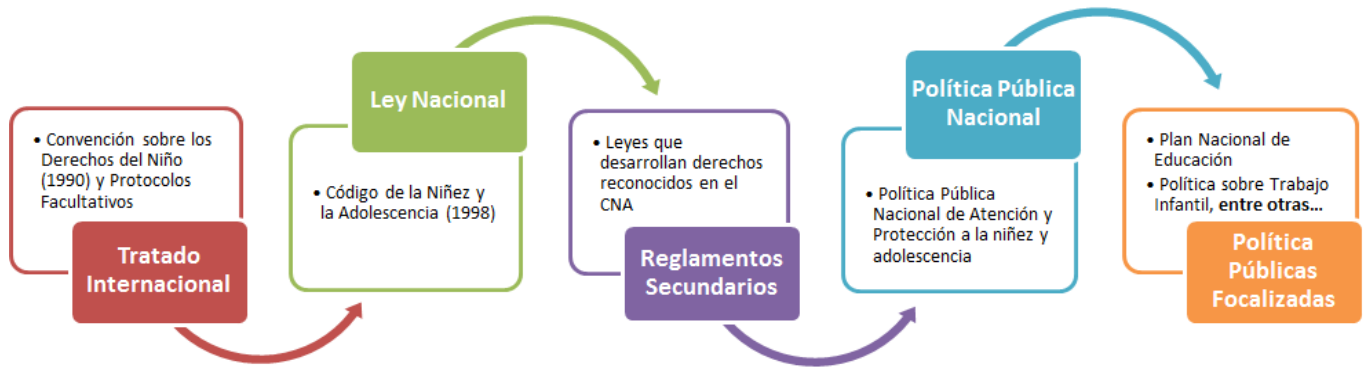 • Convención sobre los
Derechos del Niño
(1990) y Protocolos
Facultativos
Tratado
Internacional
Ley Nacional
• Código de la Niñez y
la Adolescencia (1998)
• Leyes que
desarrollan derechos
reconocidos en el
CNA
Reglamentos
Secundarios
Política Pública
Nacional
• Política Pública
Nacional de Atención y
Protección a la niñez y
adolescencia
• Plan Nacional de
Educación
• Política sobre Trabajo
Infantil, entre otras...
Política
Públicas
Focalizadas